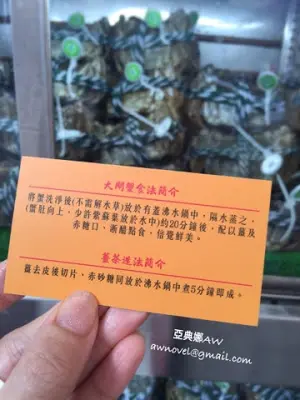 大閘蟹食法簡介
將蟹洗淨後(不需解水草)放於有蓋沸水鍋中，隔水蒸之，
(蟹肚向上，少許紫蘇葉放於水中)約20分鐘後，配以薑及
赤糖口、浙醋點食、倍覺鮮美。
薑茶送法簡介
薑去皮後切片，赤砂糖同放於沸水鍋中煮5分鐘即成。
亞典娜AW
awnovel@gmail.com